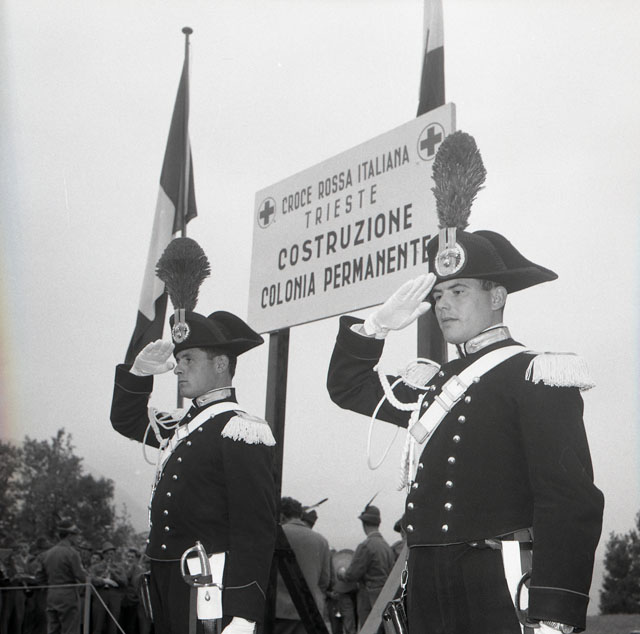 CROCE ROSSA ITALIANA
TRIESTE
COSTRUZIONE
COLONIA PERMANENTE